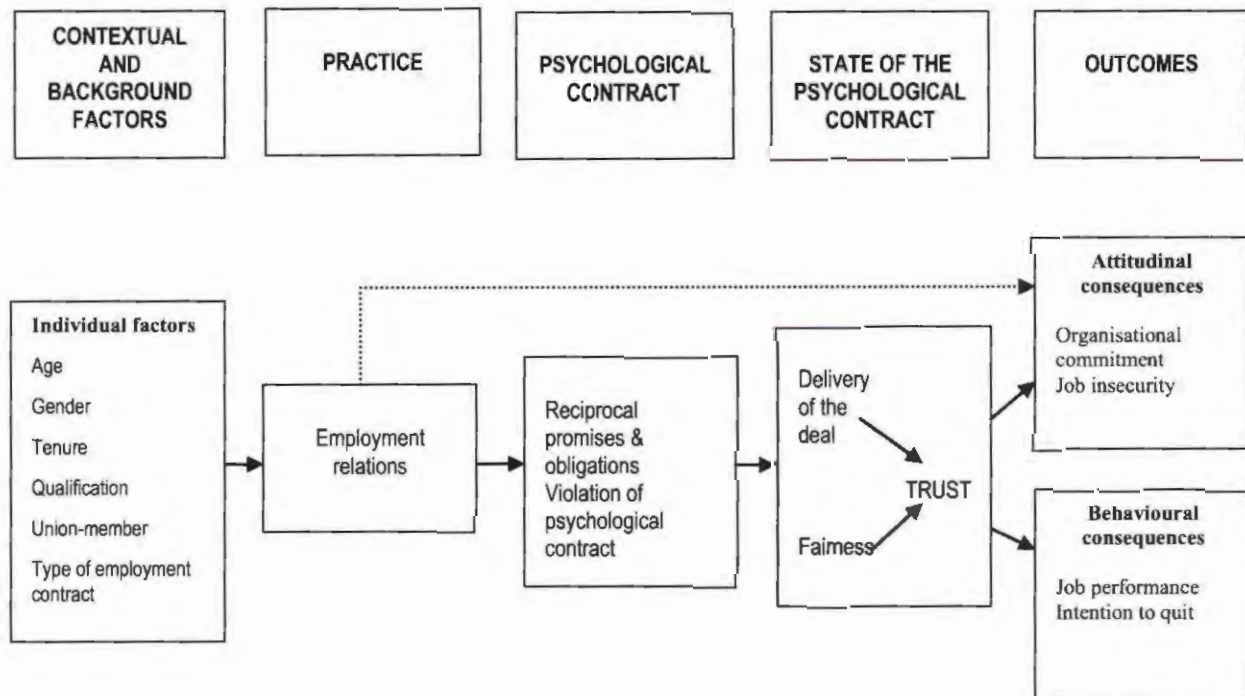 CONTEXTUAL
AND
BACKGROUND
FACTORS
PRACTICE
PSYCHOLOGICAL
CONTRACT
STATE OF THE
PSYCHOLOGICAL
CONTRACT
OUTCOMES
Individual factors
Age
Gender
Tenure
Qualification
Union-member
Type of employment
contract
Employment
relations
Reciprocal
promises &
obligations
Violation of
psychological
contract
Delivery
of the
deal
TRUST
Fairness
Attitudinal
consequences
Organisational
commitment
Job insecurity
Behavioural
consequences
Job performance
Intention to quit